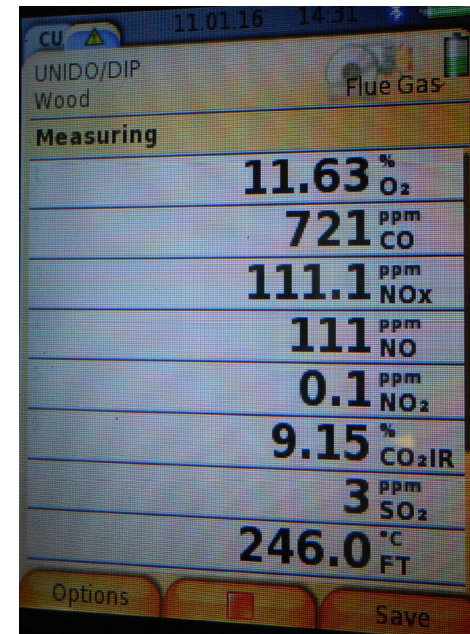 11.01.16 14:31
CU
UNIDO/DIP
Wood
Flue Gas
Measuring
11.63 % O₂
721 ppm CO
111.1 ppm NOx
111 ppm NO
0.1 ppm NO₂
9.15 % CO₂IR
3 ppm SO₂
246.0 °C FT
Options
Save